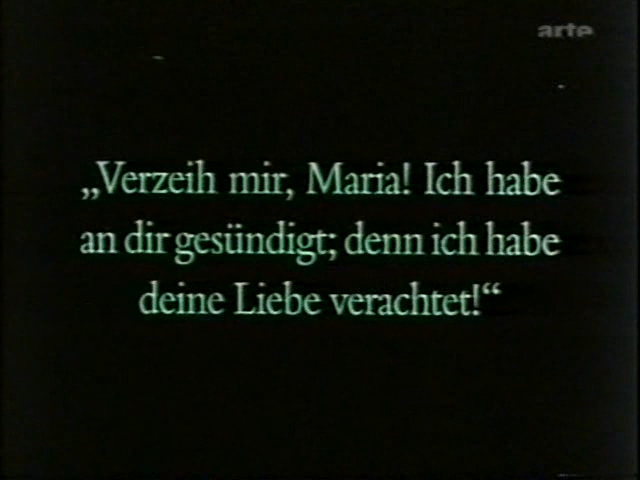 arte
„Verzeih mir, Maria! Ich habe
an dir gesündigt; denn ich habe
deine Liebe verachtet!“